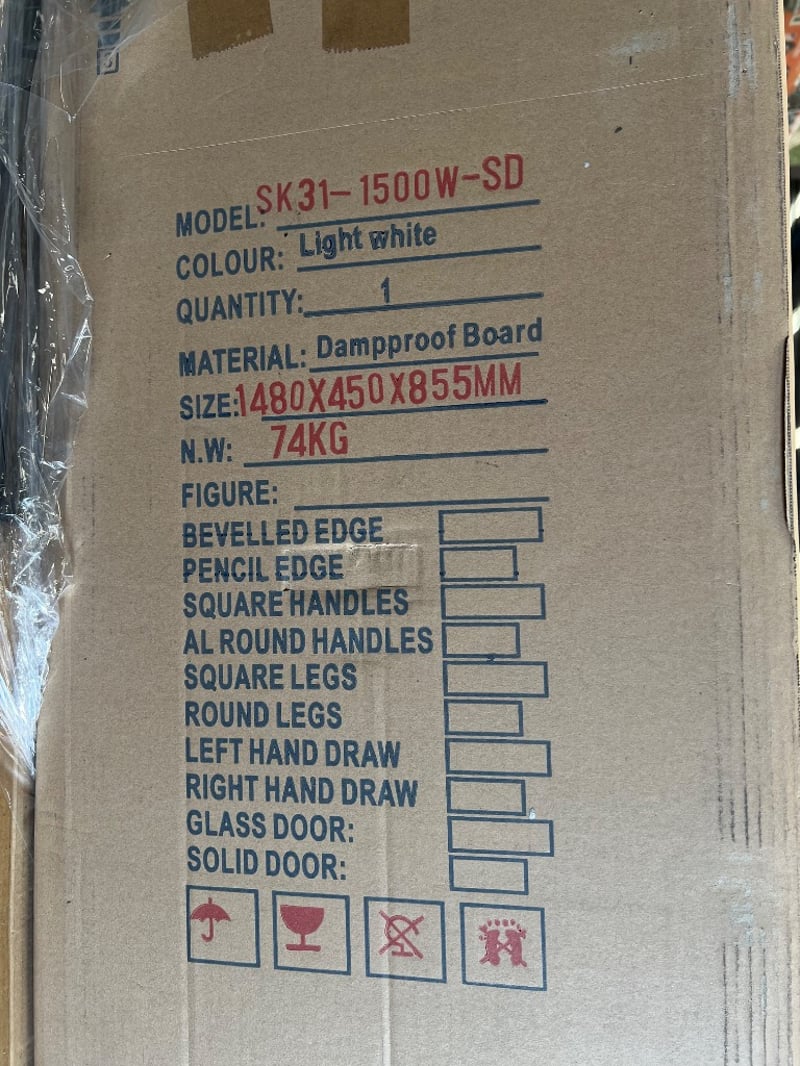 MODEL: SK31-1500W-SD
COLOUR: Light white
QUANTITY: 1
MATERIAL: Dampproof Board
SIZE: 1480X450X855MM
N.W: 74KG
FIGURE:
BEVELLED EDGE
PENCIL EDGE
SQUARE HANDLES
AL ROUND HANDLES
SQUARE LEGS
ROUND LEGS
LEFT HAND DRAW
RIGHT HAND DRAW
GLASS DOOR:
SOLID DOOR: